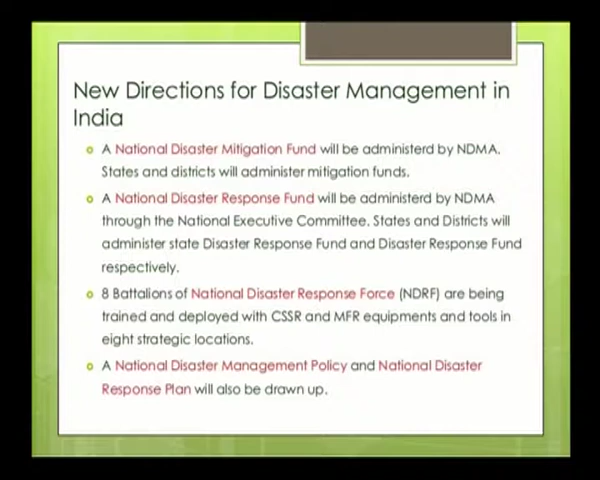 New Directions for Disaster Management in
India
A National Disaster Mitigation Fund will be administerd by NDMA.
States and districts will administer mitigation funds.
A National Disaster Response Fund will be administerd by NDMA
through the National Executive Committee. States and Districts will
administer state Disaster Response Fund and Disaster Response Fund
respectively.
8 Battalions of National Disaster Response Force (NDRF) are being
trained and deployed with CSSR and MFR equipments and tools in
eight strategic locations.
A National Disaster Management Policy and National Disaster
Response Plan will also be drawn up.